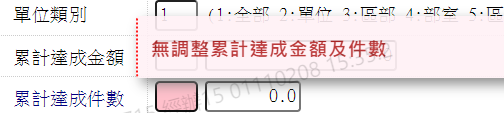 單位類別 1 (1:全部 2:單位 3:區部 4:部室 5:區
無調整累計達成金額及件數
累計達成金額
累計達成件數 0.0
01110208